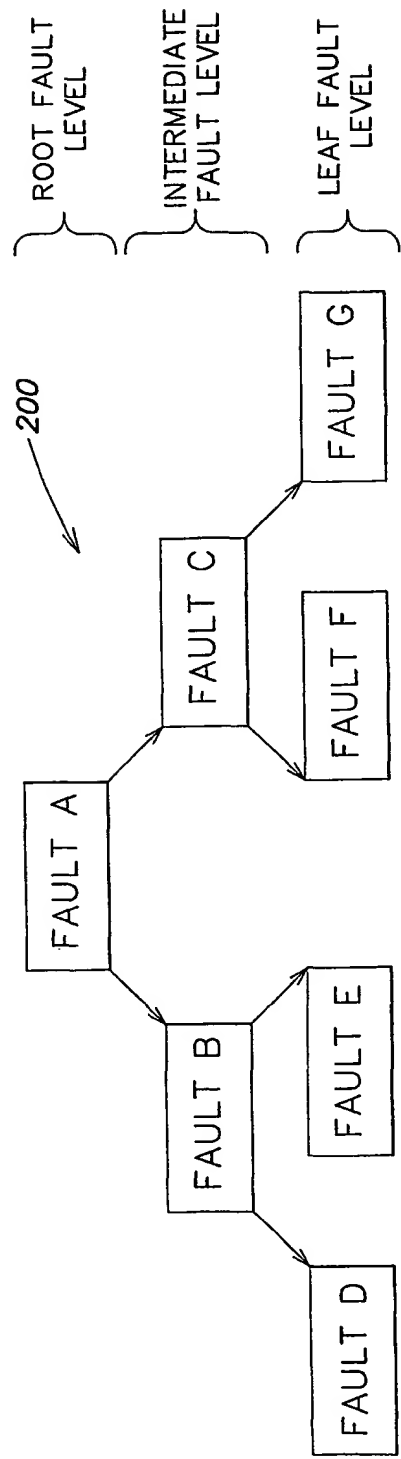 200
FAULT A
ROOT FAULT
LEVEL
FAULT B
FAULT C
INTERMEDIATE
FAULT LEVEL
FAULT D
FAULT E
FAULT F
FAULT G
LEAF FAULT
LEVEL